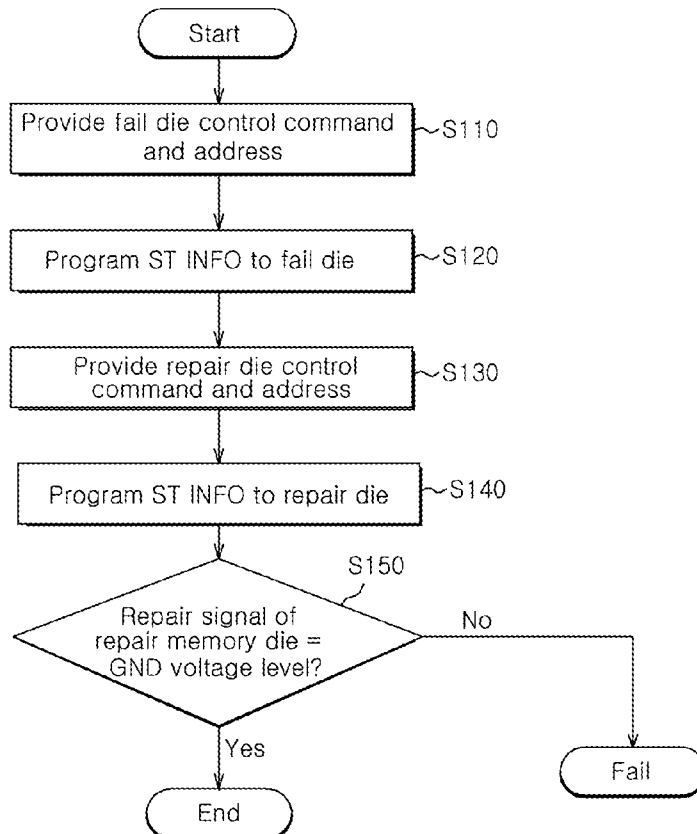 Start
Provide fail die control command
and address
S110
Program ST INFO to fail die
S120
Provide repair die control
command and address
S130
Program ST INFO to repair die
S140
S150
Repair signal of
repair memory die =
GND voltage level?
No
Yes
Fail
End